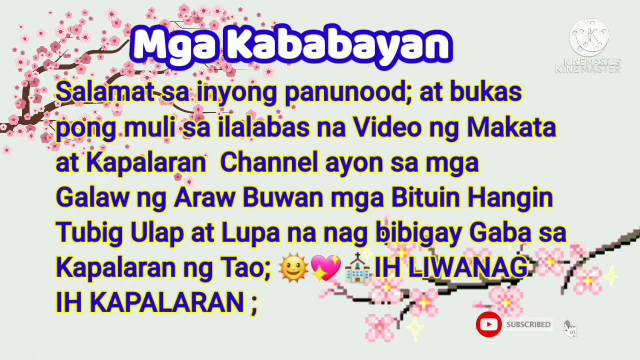 Mga Kababayan
Salamat sa inyong panunood; at bukas
pong muli sa ilalabas na Video ng Makata
at Kapalaran Channel ayon sa mga
Galaw ng Araw Buwan mga Bituin Hangin
Tubig Ulap at Lupa na nag bibigay Gaba sa
Kapalaran ng Tao; 🌞💖⛪IH LIWANAG
IH KAPALARAN ;
KINEMASTER
KINEMASTER
SUBSCRIBED